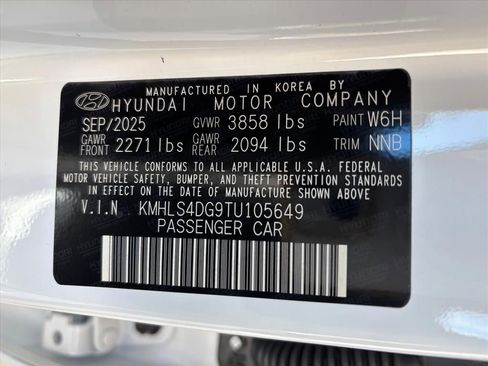 MANUFACTURED IN KOREA BY
HYUNDAI MOTOR COMPANY
SEP/2025 GVWR 3858 lbs PAINT W6H
GAWR FRONT 2271 lbs GAWR REAR 2094 lbs TRIM NNB
THIS VEHICLE CONFORMS TO ALL APPLICABLE U.S.A. FEDERAL
MOTOR VEHICLE SAFETY, BUMPER, AND THEFT PREVENTION STANDARDS
IN EFFECT ON THE DATE OF MANUFACTURE SHOWN ABOVE.
V.I.N KMHLS4DG9TU105649
PASSENGER CAR